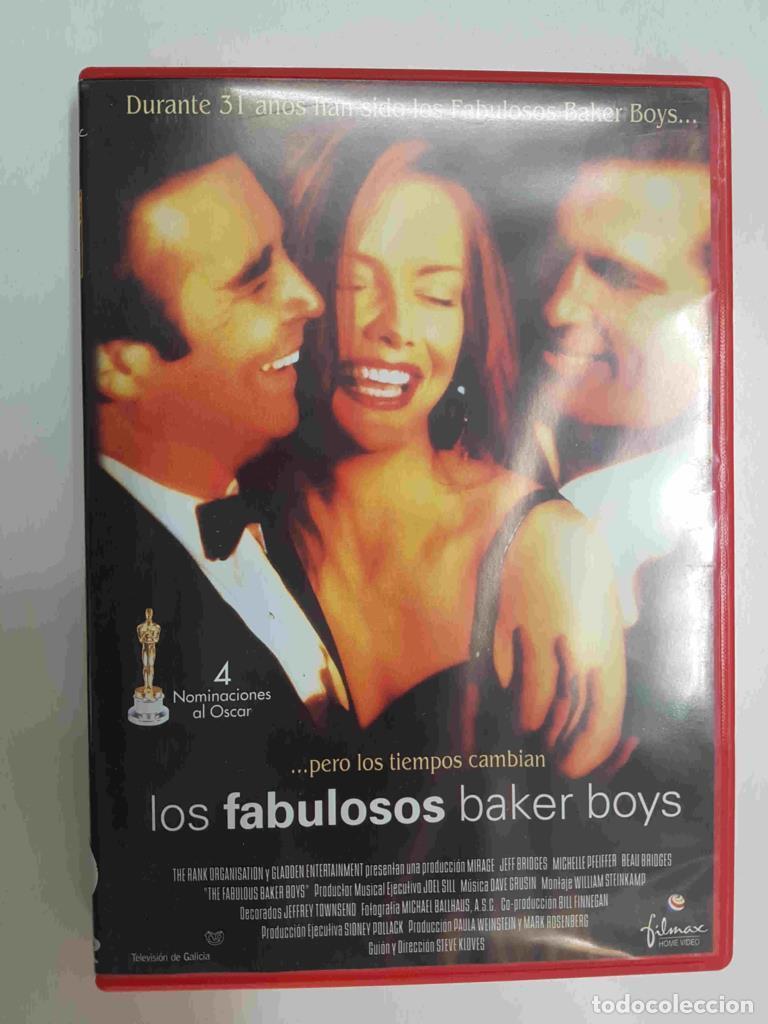 Durante 31 años han sido los Fabulosos Baker Boys...
4
Nominaciones
al Oscar
...pero los tiempos cambian
los fabulosos baker boys
THE RANK ORGANISATION y GLADDEN ENTERTAINMENT presentan una producción MIRAGE JEFF BRIDGES MICHELLE PFEIFFER BEAU BRIDGES
"THE FABULOUS BAKER BOYS" Productor Musical Ejecutivo JOEL SILL Música DAVE GRUSIN Montaje WILLIAM STEINKAMP
Decorados JEFFREY TOWNSEND Fotografía MICHAEL BALLHAUS, A.S.C. Co-producción BILL FINNEGAN
Producción Ejecutiva SIDNEY POLLACK Producción PAULA WEINSTEIN y MARK ROSENBERG
Guión y Dirección STEVE KLOVES
Televisión de Galicia
filmax
HOME VIDEO
todocoleccion